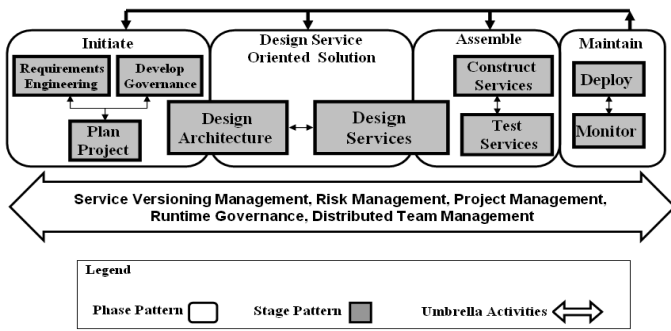 Initiate
Requirements
Engineering
Develop
Governance
Plan
Project
Design Service
Oriented Solution
Design
Architecture
Design
Services
Assemble
Construct
Services
Test
Services
Maintain
Deploy
Monitor
Service Versioning Management, Risk Management, Project Management,
Runtime Governance, Distributed Team Management
Legend
Phase Pattern
Stage Pattern
Umbrella Activities